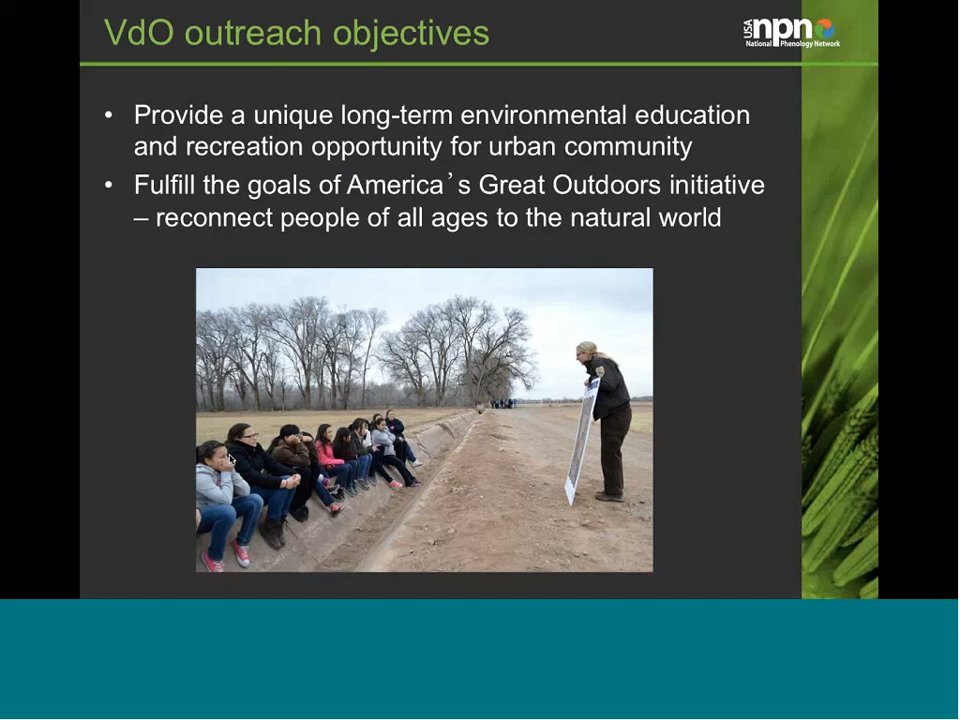 VdO outreach objectives
USA npn
National Phenology Network
• Provide a unique long-term environmental education
and recreation opportunity for urban community
• Fulfill the goals of America’s Great Outdoors initiative
– reconnect people of all ages to the natural world